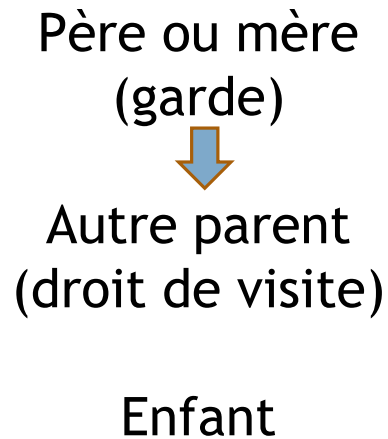 Père ou mère
(garde)
Autre parent
(droit de visite)
Enfant